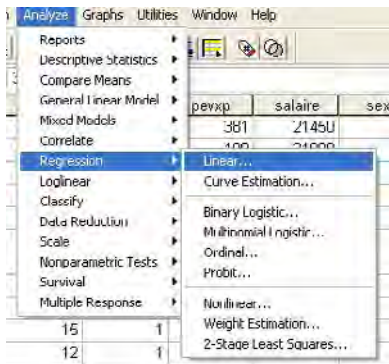 Analyze Graphs Utilities Window Help
Reports
Descriptive Statistics
Compare Means
General Linear Model
Mixed Models
Correlate
Regression
Loglinear
Classify
Data Reduction
Scale
Nonparametric Tests
Survival
Multiple Response
pevxp salaire sex
381 21450
Linear...
Curve Estimation...
Binary Logistic...
Multinomial Logistic...
Ordinal...
Probit...
Nonlinear...
Weight Estimation...
2-Stage Least Squares...
15 1
12 1